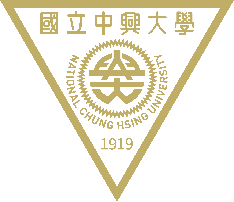 國立中興大學
NATIONAL CHUNG HSING UNIVERSITY
1919